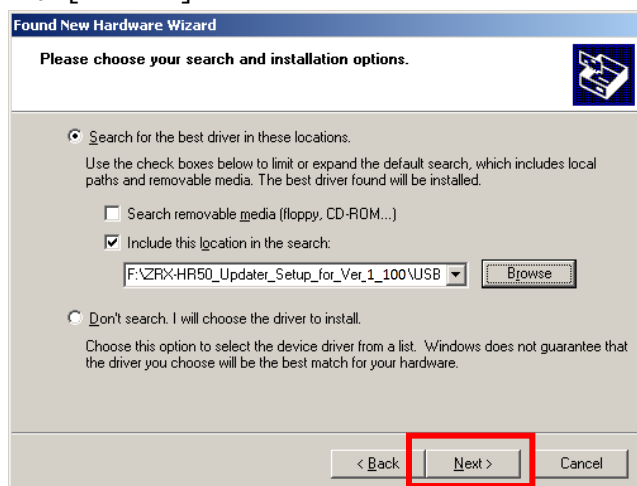 Found New Hardware Wizard
Please choose your search and installation options.
Search for the best driver in these locations.
Use the check boxes below to limit or expand the default search, which includes local
paths and removable media. The best driver found will be installed.
Search removable media (floppy, CD-ROM...)
Include this location in the search:
F:\ZRX-HR50_Updater_Setup_for_Ver_1_100\USB
Browse
Don't search. I will choose the driver to install.
Choose this option to select the device driver from a list. Windows does not guarantee that
the driver you choose will be the best match for your hardware.
< Back Next > Cancel